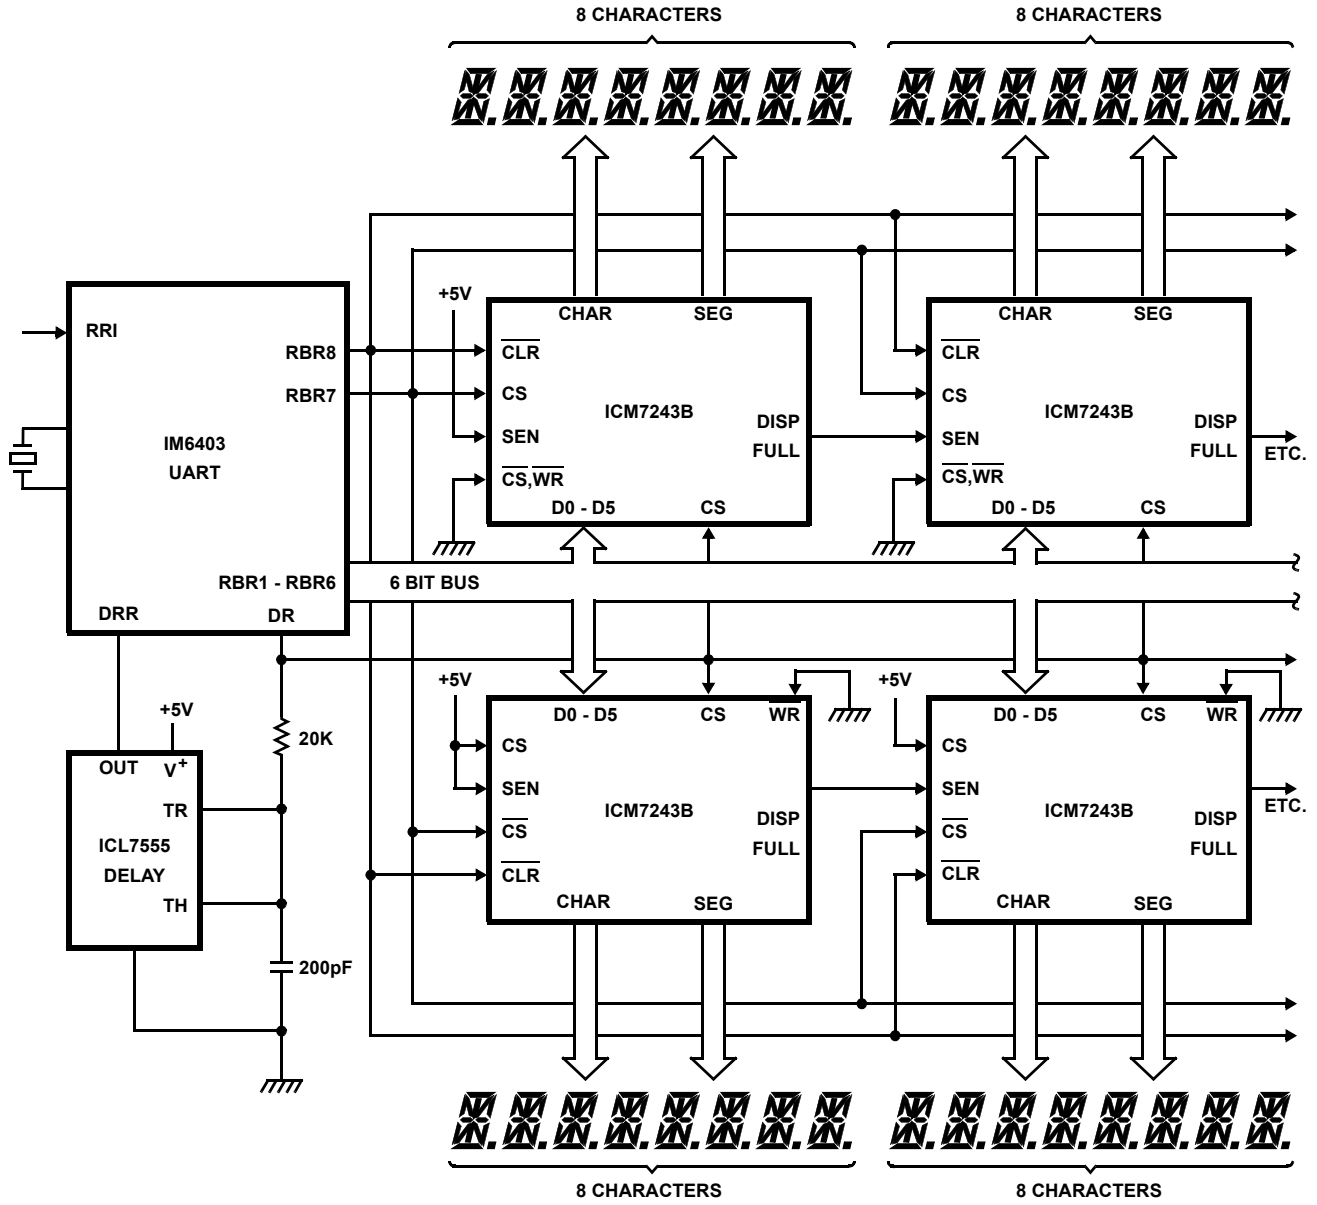 8 CHARACTERS
8 CHARACTERS
+5V
CHAR
SEG
CLR
CS
ICM7243B
SEN
DISP
FULL
CS,WR
D0 - D5
CS
CHAR
SEG
CLR
CS
ICM7243B
SEN
DISP
FULL
CS,WR
D0 - D5
CS
ETC.
RRI
RBR8
RBR7
IM6403
UART
RBR1 - RBR6
DRR
DR
6 BIT BUS
+5V
20K
OUT
V+
TR
ICL7555
DELAY
TH
200pF
+5V
D0 - D5
CS
WR
CS
SEN
ICM7243B
CS
DISP
FULL
CLR
CHAR
SEG
+5V
D0 - D5
CS
WR
CS
SEN
ICM7243B
CS
DISP
FULL
CLR
CHAR
SEG
ETC.
8 CHARACTERS
8 CHARACTERS